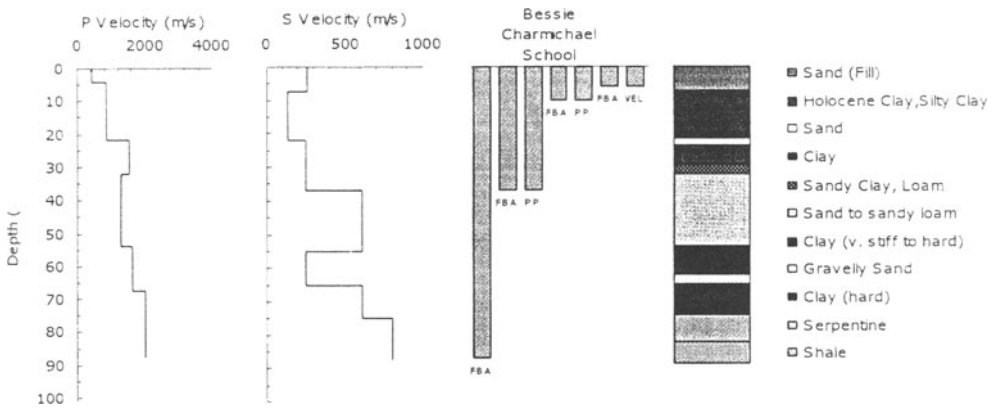 P Velocity (m/s)
0 2000 4000
S Velocity (m/s)
0 500 1000
Bessie
Charmichael
School
Depth (
0
10
20
30
40
50
60
70
80
90
100
FBA
FBA
PP
FBA
PP
FBA
VEL
Sand (Fill)
Holocene Clay,Silty Clay
Sand
Clay
Sandy Clay, Loam
Sand to sandy loam
Clay (v. stiff to hard)
Gravelly Sand
Clay (hard)
Serpentine
Shale